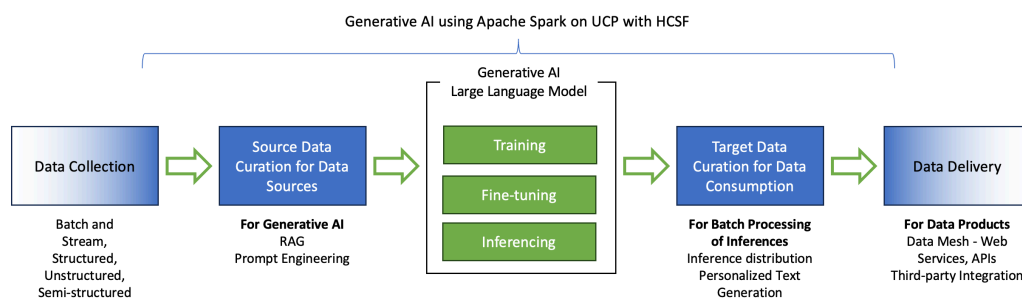 Generative AI using Apache Spark on UCP with HCSF
Generative AI
Large Language Model
Data Collection
Source Data
Curation for Data
Sources
Training
Fine-tuning
Inferencing
Target Data
Curation for Data
Consumption
Data Delivery
Batch and
Stream,
Structured,
Unstructured,
Semi-structured
For Generative AI
RAG
Prompt Engineering
For Batch Processing
of Inferences
Inference distribution
Personalized Text
Generation
For Data Products
Data Mesh - Web
Services, APIs
Third-party Integration